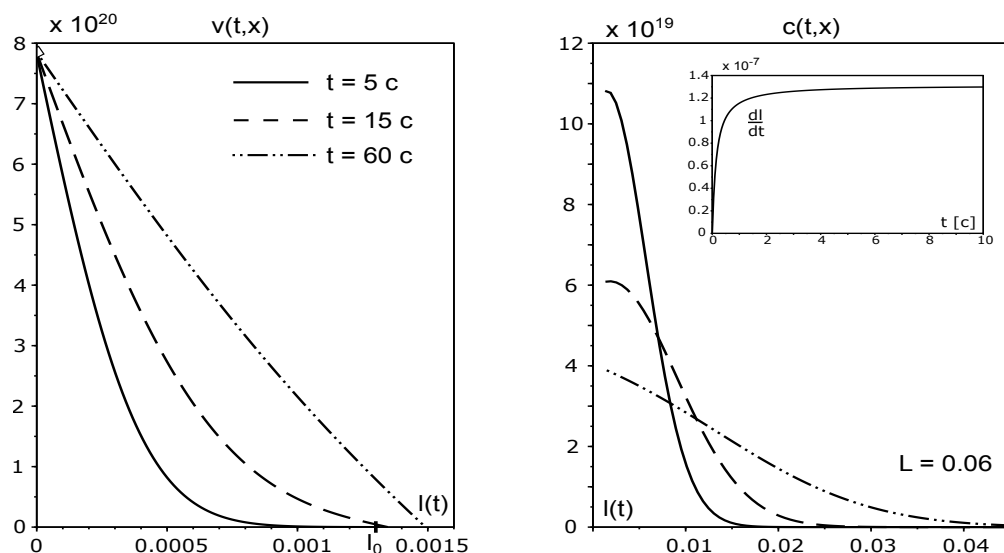 x 10^20
v(t,x)
8
7
6
5
4
3
2
1
0
t = 5 c
t = 15 c
t = 60 c
l(t)
0
0.0005
0.001
l_0
0.0015
x 10^19
c(t,x)
12
10
8
6
4
2
0
l(t)
0.01
0.02
0.03
0.04
L = 0.06
x 10^-7
1.4
1.2
1
0.8
0.6
0.4
0.2
0
dl
dt
t [c]
0
2
4
6
8
10